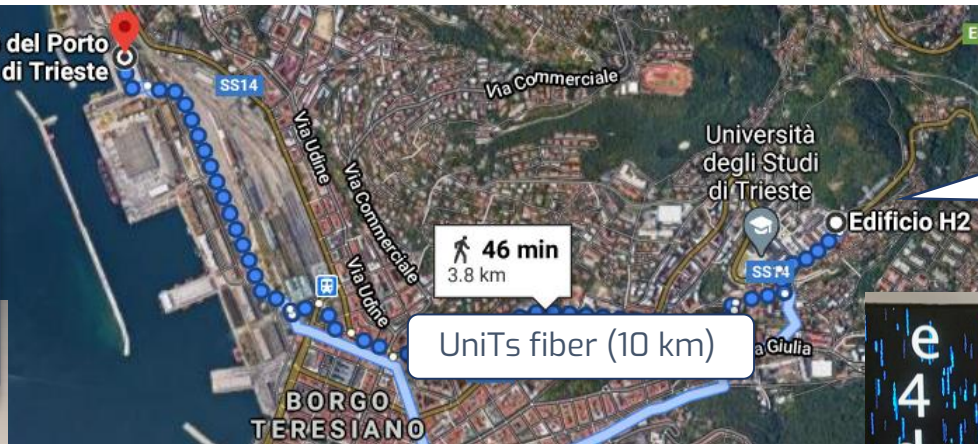 del Porto
di Trieste
SS14
Via Commerciale
E
Via Udine
Via Commerciale
Università
degli Studi
di Trieste
Edificio H2
46 min
3.8 km
SS14
Via Udine
UniTs fiber (10 km)
a Giulia
BORGO
TERESIANO
e
4